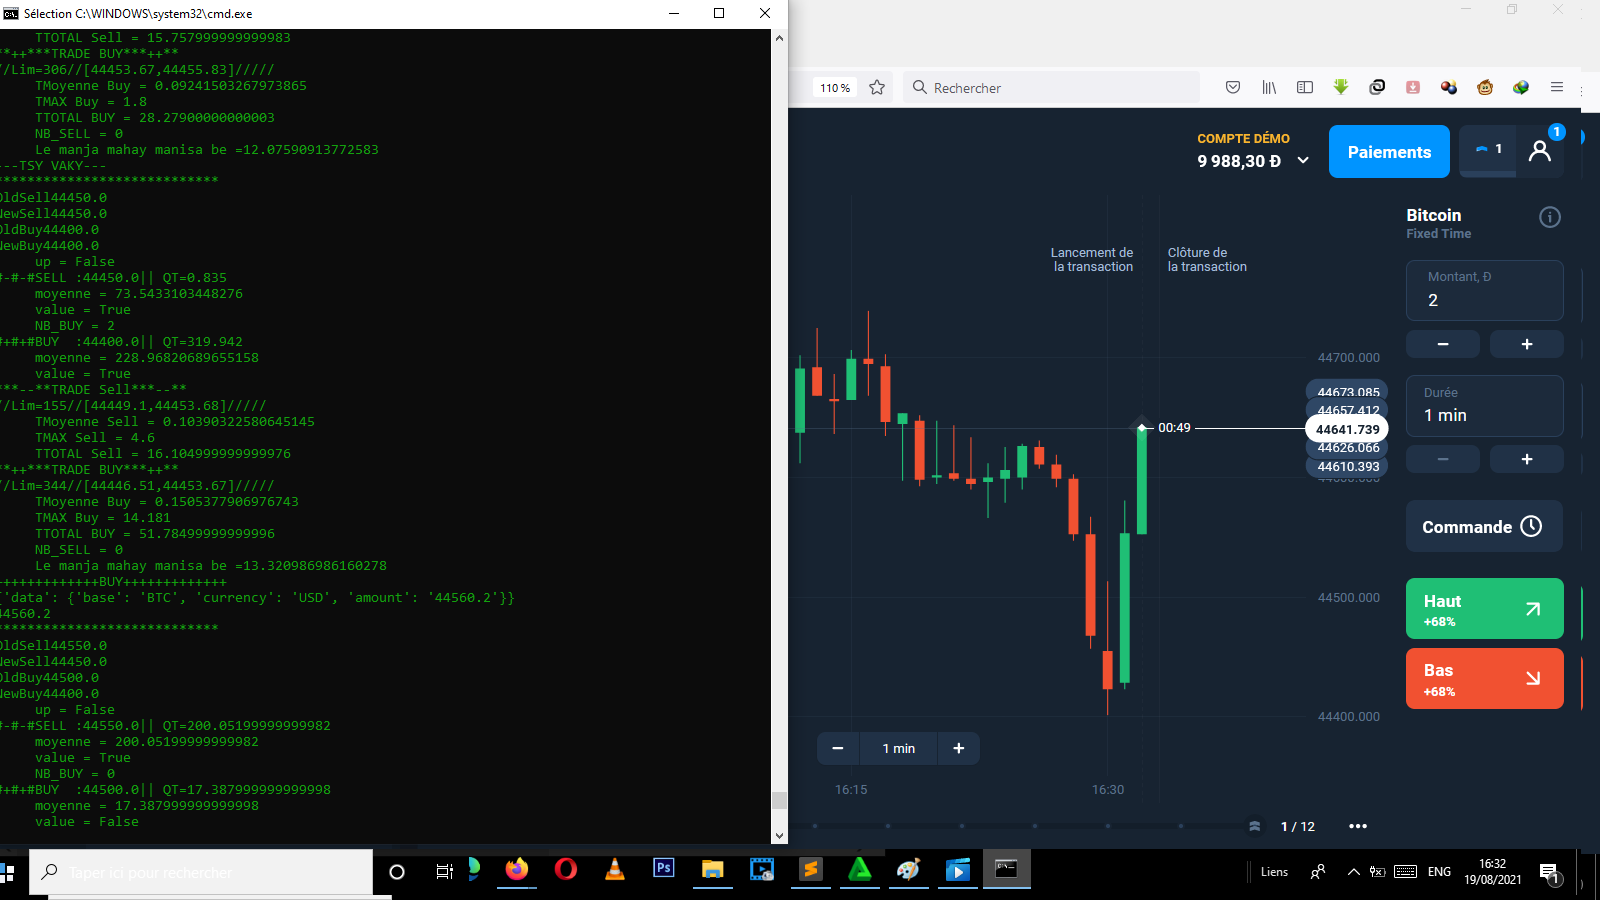 Sélection C:\WINDOWS\system32\cmd.exe
TTOTAL Sell = 15.757999999999983
**++***TRADE BUY***++**
//Lim=306//[44453.67,44455.83]/////
TMoyenne Buy = 0.09241503267973865
TMAX Buy = 1.8
TTOTAL BUY = 28.27900000000003
NB_SELL = 0
Le manja mahay manisa be =12.07590913772583
---TSY VAKY---
****************************
OldSell44450.0
NewSell44450.0
OldBuy44400.0
NewBuy44400.0
up = False
#-#-#SELL :44450.0|| QT=0.835
moyenne = 73.5433103448276
value = True
NB_BUY = 2
#+#+#BUY  :44400.0|| QT=319.942
moyenne = 228.96820689655158
value = True
***--**TRADE Sell***--**
//Lim=155//[44449.1,44453.68]/////
TMoyenne Sell = 0.10390322580645145
TMAX Sell = 4.6
TTOTAL Sell = 16.104999999999976
**++***TRADE BUY***++**
//Lim=344//[44446.51,44453.67]/////
TMoyenne Buy = 0.1505377906976743
TMAX Buy = 14.181
TTOTAL BUY = 51.78499999999996
NB_SELL = 0
Le manja mahay manisa be =13.320986986160278
+++++++++++++BUY+++++++++++++
{'data': {'base': 'BTC', 'currency': 'USD', 'amount': '44560.2'}}
44560.2
****************************
OldSell44550.0
NewSell44450.0
OldBuy44500.0
NewBuy44400.0
up = False
#-#-#SELL :44550.0|| QT=200.05199999999982
moyenne = 200.05199999999982
value = True
NB_BUY = 0
#+#+#BUY  :44500.0|| QT=17.387999999999998
moyenne = 17.387999999999998
value = False
110 %
Rechercher
COMPTE DÉMO
9 988,30 Đ
Paiements
1
1
Bitcoin
Fixed Time
Lancement de
la transaction
Clôture de
la transaction
Montant, Đ
2
− +
Durée
1 min
− +
Commande
Haut
+68%
Bas
+68%
44700.000
44673.085
44657.412
00:49
44641.739
44626.066
44610.393
44500.000
44400.000
− 1 min +
16:15
16:30
1 / 12
•••
Taper ici pour rechercher
Ps
Liens
ENG
16:32
19/08/2021
1